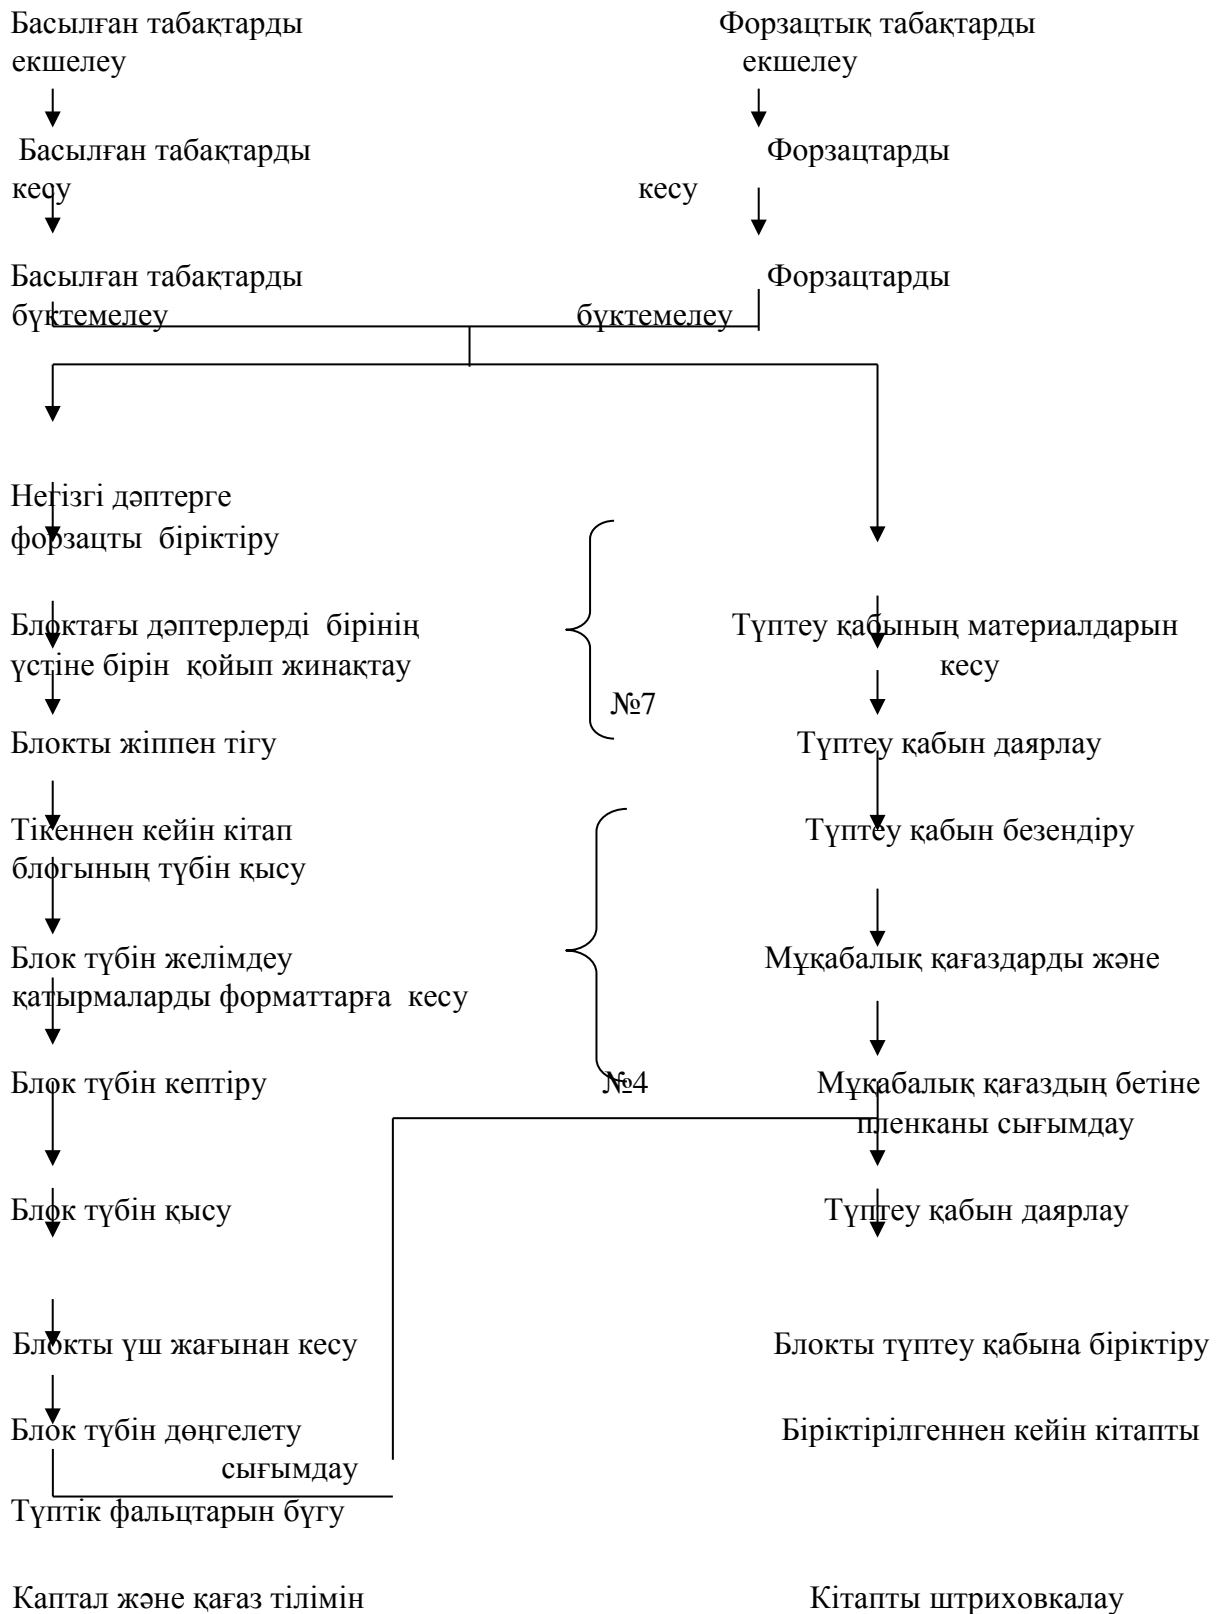 Басылған табақтарды Форзацтық табақтарды
екшелеу екшелеу
Басылған табақтарды Форзацтарды
кесу кесу
Басылған табақтарды Форзацтарды
бүктемелеу бүктемелеу
Негізгі дәптерге
форзацты біріктіру
Блоктағы дәптерлерді бірінің Түптеу қабының материалдарын
үстіне бірін қойып жинақтау кесу
№7
Блокты жіппен тігу Түптеу қабын даярлау
Тікеннен кейін кітап Түптеу қабын безендіру
блогының түбін қысу
Блок түбін желімдеу Мұқабалық қағаздарды және
қатырмаларды форматтарға кесу
Блок түбін кептіру №4 Мұқабалық қағаздың бетіне
пленканы сығымдау
Блок түбін қысу Түптеу қабын даярлау
Блокты үш жағынан кесу Блокты түптеу қабына біріктіру
Блок түбін дөңгелету Біріктірілгеннен кейін кітапты
сығымдау
Түптік фальцтарын бүгу
Каптал және қағаз тілімін Кітапты штриховкалау